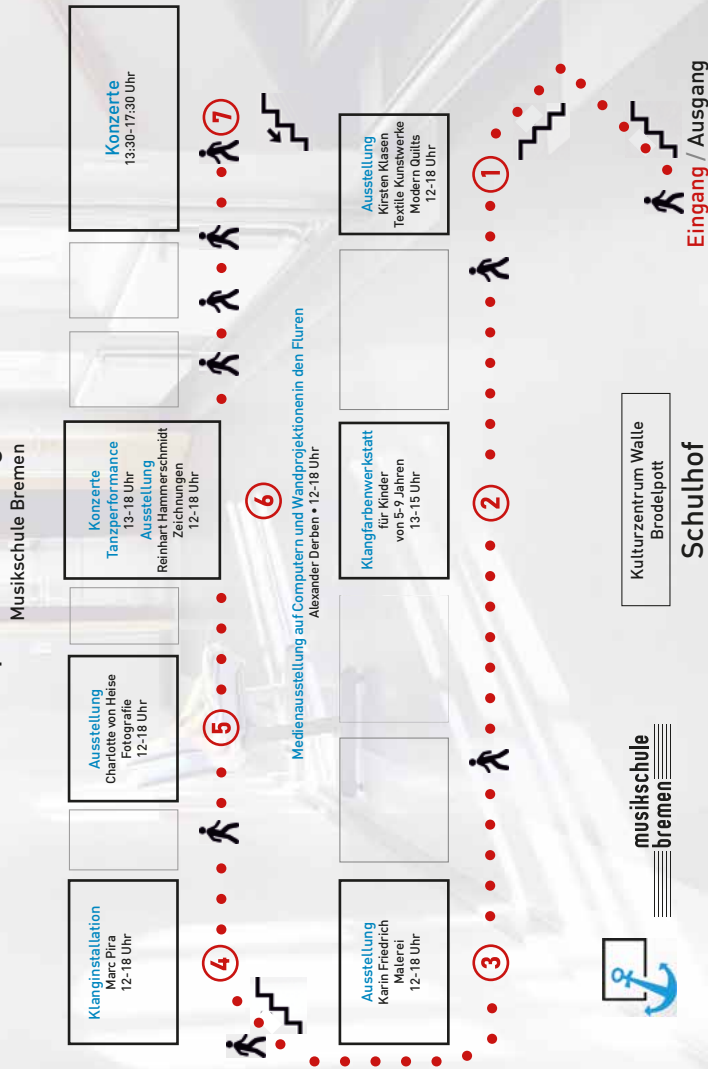 Musikschule Bremen
Klanginstallation
Marc Pira
12-18 Uhr
Ausstellung
Charlotte von Heise
Fotografie
12-18 Uhr
Konzerte
Tanzperformance
13-18 Uhr
Ausstellung
Reinhart Hammerschmidt
Zeichnungen
12-18 Uhr
Konzerte
13:30-17:30 Uhr
4
5
7
6
Medienausstellung auf Computern und Wandprojektionenin den Fluren
Alexander Derben • 12-18 Uhr
Ausstellung
Karin Friedrich
Malerei
12-18 Uhr
Klangfarbenwerkstatt
für Kinder
von 5-9 Jahren
13-15 Uhr
Ausstellung
Kirsten Klasen
Textile Kunstwerke
Modern Quilts
12-18 Uhr
3
2
1
musikschule
bremen
Kulturzentrum Walle
Brodelpott
Schulhof
Eingang / Ausgang